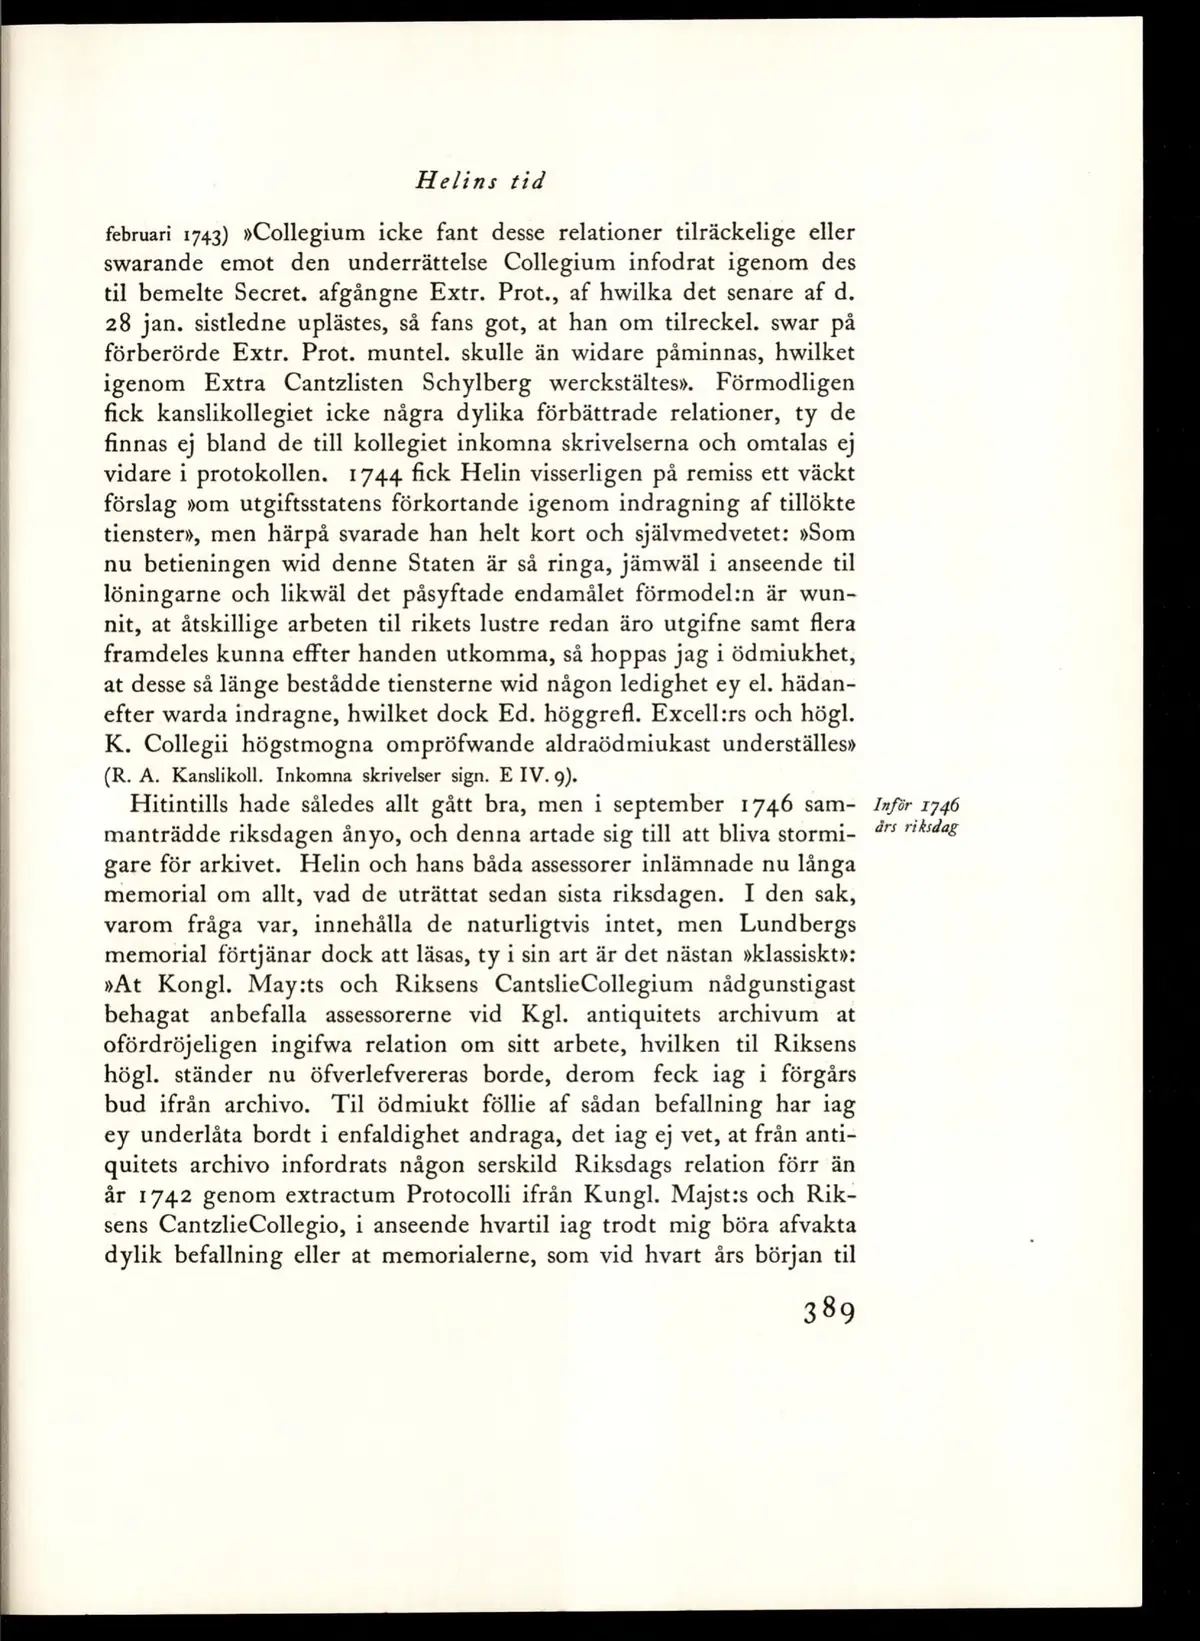 Helins tid
februari 1743) »Collegium icke fant desse relationer tilräckelige eller
swarande emot den underrättelse Collegium infodrat igenom des
til bemelte Secret. afgångne Extr. Prot., af hwilka det senare af d.
28 jan. sistledne uplästes, så fans got, at han om tilreckel. swar på
förberörde Extr. Prot. muntel. skulle än widare påminnas, hwilket
igenom Extra Cantzlisten Schylberg werckstältes». Förmodligen
fick kanslikollegiet icke några dylika förbättrade relationer, ty de
finnas ej bland de till kollegiet inkomna skrivelserna och omtalas ej
vidare i protokollen. 1744 fick Helin visserligen på remiss ett väckt
förslag »om utgiftsstatens förkortande igenom indragning af tillökte
tienster», men härpå svarade han helt kort och självmedvetet: »Som
nu betieningen wid denne Staten är så ringa, jämwäl i anseende til
löningarne och likwäl det påsyftade endamålet förmodel:n är wun-
nit, at åtskillige arbeten til rikets lustre redan äro utgifne samt flera
framdeles kunna effter handen utkomma, så hoppas jag i ödmiukhet,
at desse så länge bestådde tiensterne wid någon ledighet ey el. hädan-
efter warda indragne, hwilket dock Ed. höggrefl. Excell:rs och högl.
K. Collegii högstmogna ompröfwande aldraödmiukast underställes»
(R. A. Kanslikoll. Inkomna skrivelser sign. E IV. 9).
Hitintills hade således allt gått bra, men i september 1746 sam-
manträdde riksdagen ånyo, och denna artade sig till att bliva stormi-
gare för arkivet. Helin och hans båda assessorer inlämnade nu långa
memorial om allt, vad de uträttat sedan sista riksdagen. I den sak,
varom fråga var, innehålla de naturligtvis intet, men Lundbergs
memorial förtjänar dock att läsas, ty i sin art är det nästan »klassiskt»:
»At Kongl. May:ts och Riksens CantslieCollegium nådgunstigast
behagat anbefalla assessorerne vid Kgl. antiquitets archivum at
ofördröjeligen ingifwa relation om sitt arbete, hvilken til Riksens
högl. ständer nu öfverlefvereras borde, derom feck iag i förgårs
bud ifrån archivo. Til ödmiukt föllie af sådan befallning har iag
ey underlåta bordt i enfaldighet andraga, det iag ej vet, at från anti-
quitets archivo infordrats någon serskild Riksdags relation förr än
år 1742 genom extractum Protocolli ifrån Kungl. Majst:s och Rik-
sens CantzlieCollegio, i anseende hvartil iag trodt mig böra afvakta
dylik befallning eller at memorialerne, som vid hvart års början til
Inför 1746
års riksdag
389